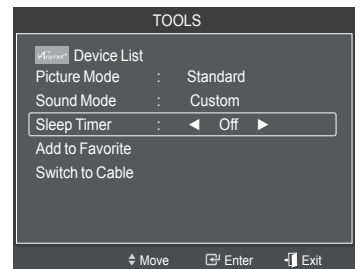 TOOLS
Anynet+ Device List
Picture Mode : Standard
Sound Mode : Custom
Sleep Timer : ◄ Off ►
Add to Favorite
Switch to Cable
Move Enter Exit